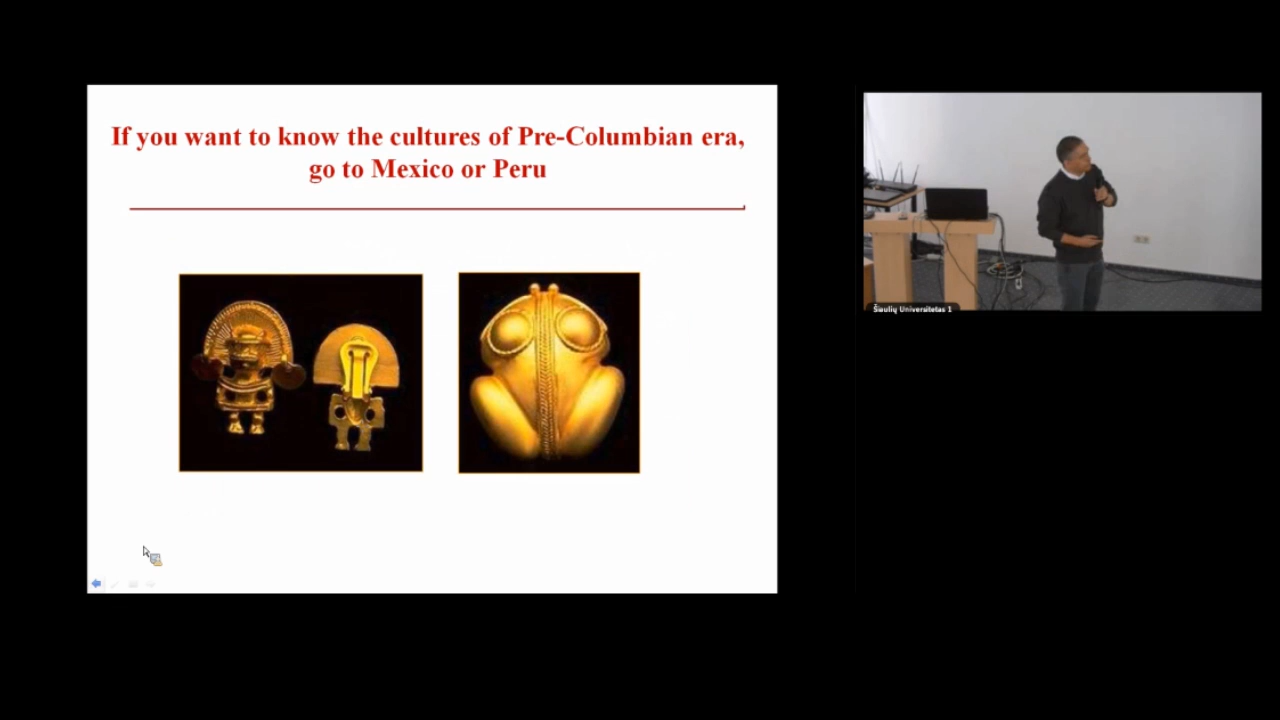 If you want to know the cultures of Pre-Columbian era,
go to Mexico or Peru
Šiaulių Universitetas 1